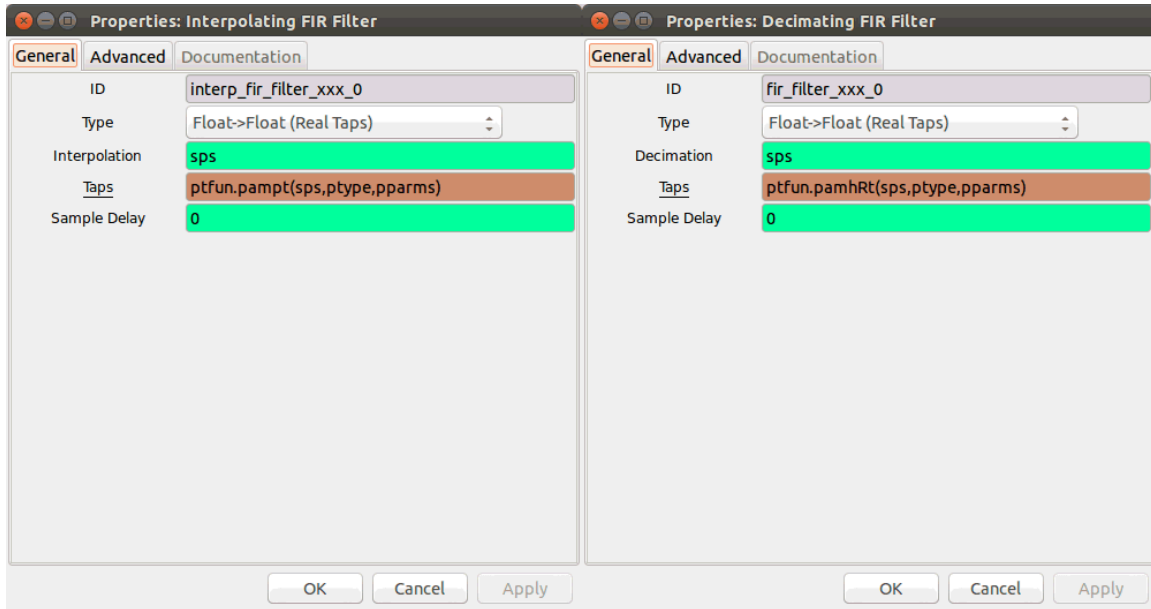 Properties: Interpolating FIR Filter
General Advanced Documentation
ID interp_fir_filter_xxx_0
Type Float->Float (Real Taps)
Interpolation sps
Taps ptfun.pampt(sps,ptype,pparms)
Sample Delay 0
OK Cancel Apply
Properties: Decimating FIR Filter
General Advanced Documentation
ID fir_filter_xxx_0
Type Float->Float (Real Taps)
Decimation sps
Taps ptfun.pamhRt(sps,ptype,pparms)
Sample Delay 0
OK Cancel Apply